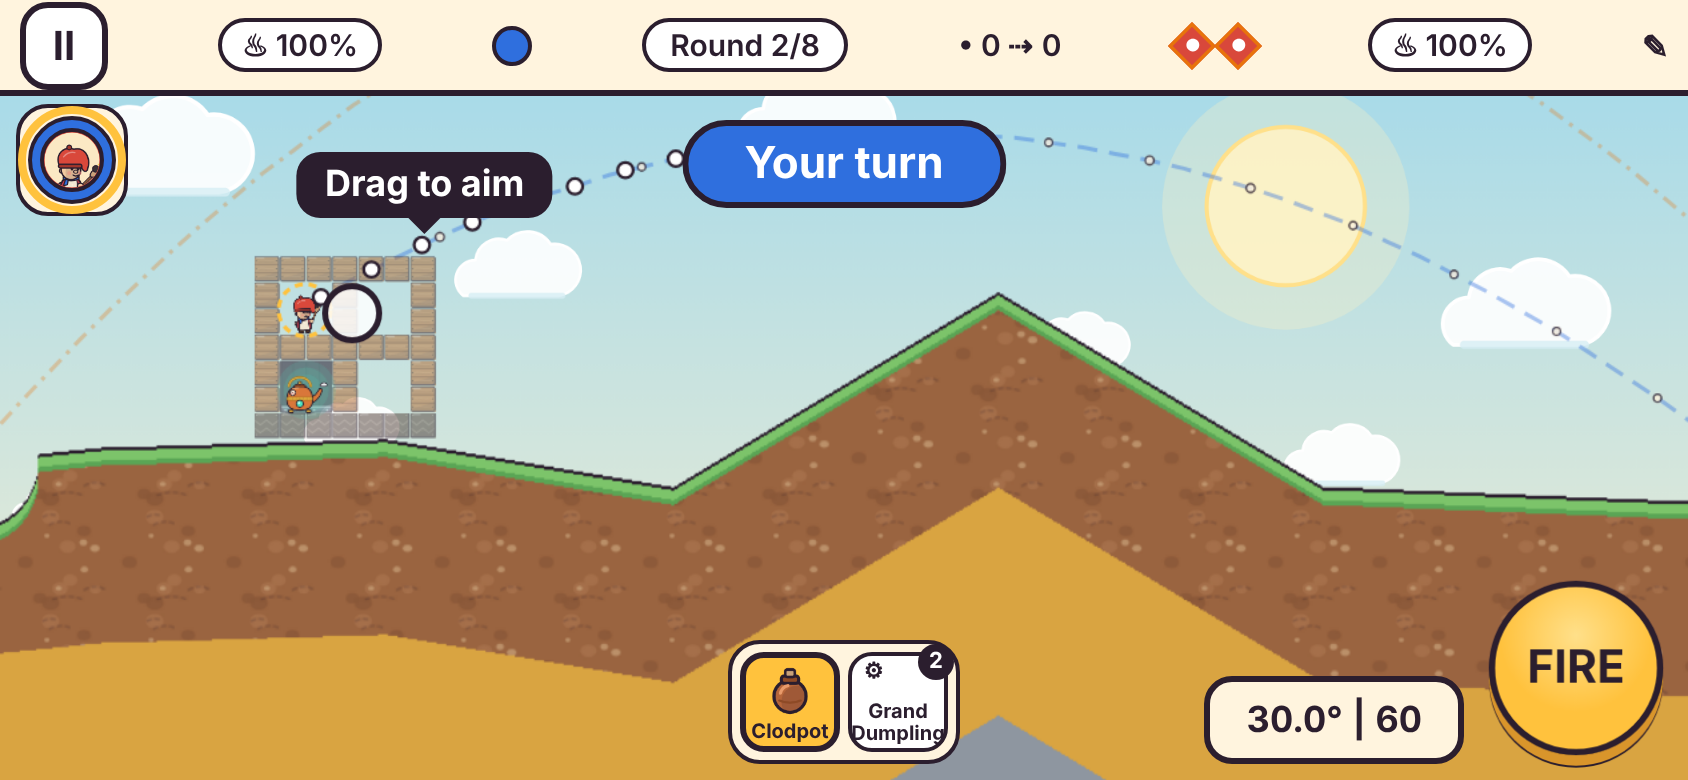 100%
Round 2/8
0 ⇢ 0
100%
Your turn
Drag to aim
2
Clodpot
Grand
Dumpling
30.0° | 60
FIRE